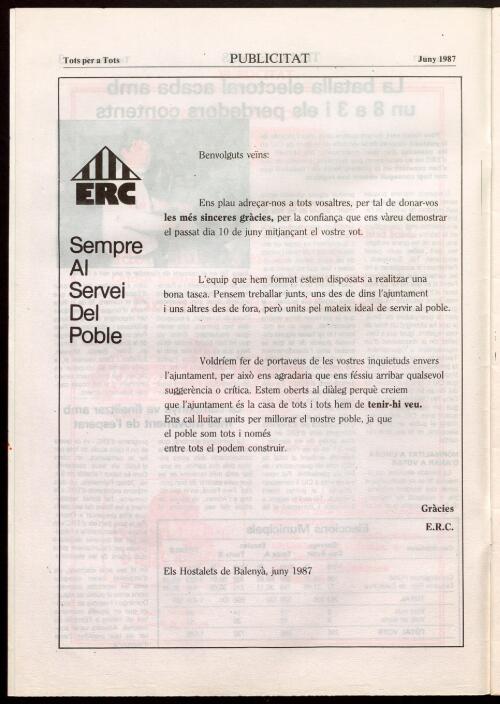 Tots per a Tots
PUBLICITAT
Juny 1987
ERC
Sempre
Al
Servei
Del
Poble
Benvolguts veïns:
Ens plau adreçar-nos a tots vosaltres, per tal de donar-vos
les més sinceres gràcies, per la confiança que ens vàreu demostrar
el passat dia 10 de juny mitjançant el vostre vot.
L'equip que hem format estem disposats a realitzar una
bona tasca. Pensem treballar junts, uns des de dins l'ajuntament
i uns altres des de fora, però units pel mateix ideal de servir al poble.
Voldríem fer de portaveus de les vostres inquietuds envers
l'ajuntament, per això ens agradaria que ens féssiu arribar qualsevol
suggerència o crítica. Estem oberts al diàleg perquè creiem
que l'ajuntament és la casa de tots i tots hem de tenir-hi veu.
Ens cal lluitar units per millorar el nostre poble, ja que
el poble som tots i només
entre tots el podem construir.
Gràcies
E.R.C.
Els Hostalets de Balenyà, juny 1987